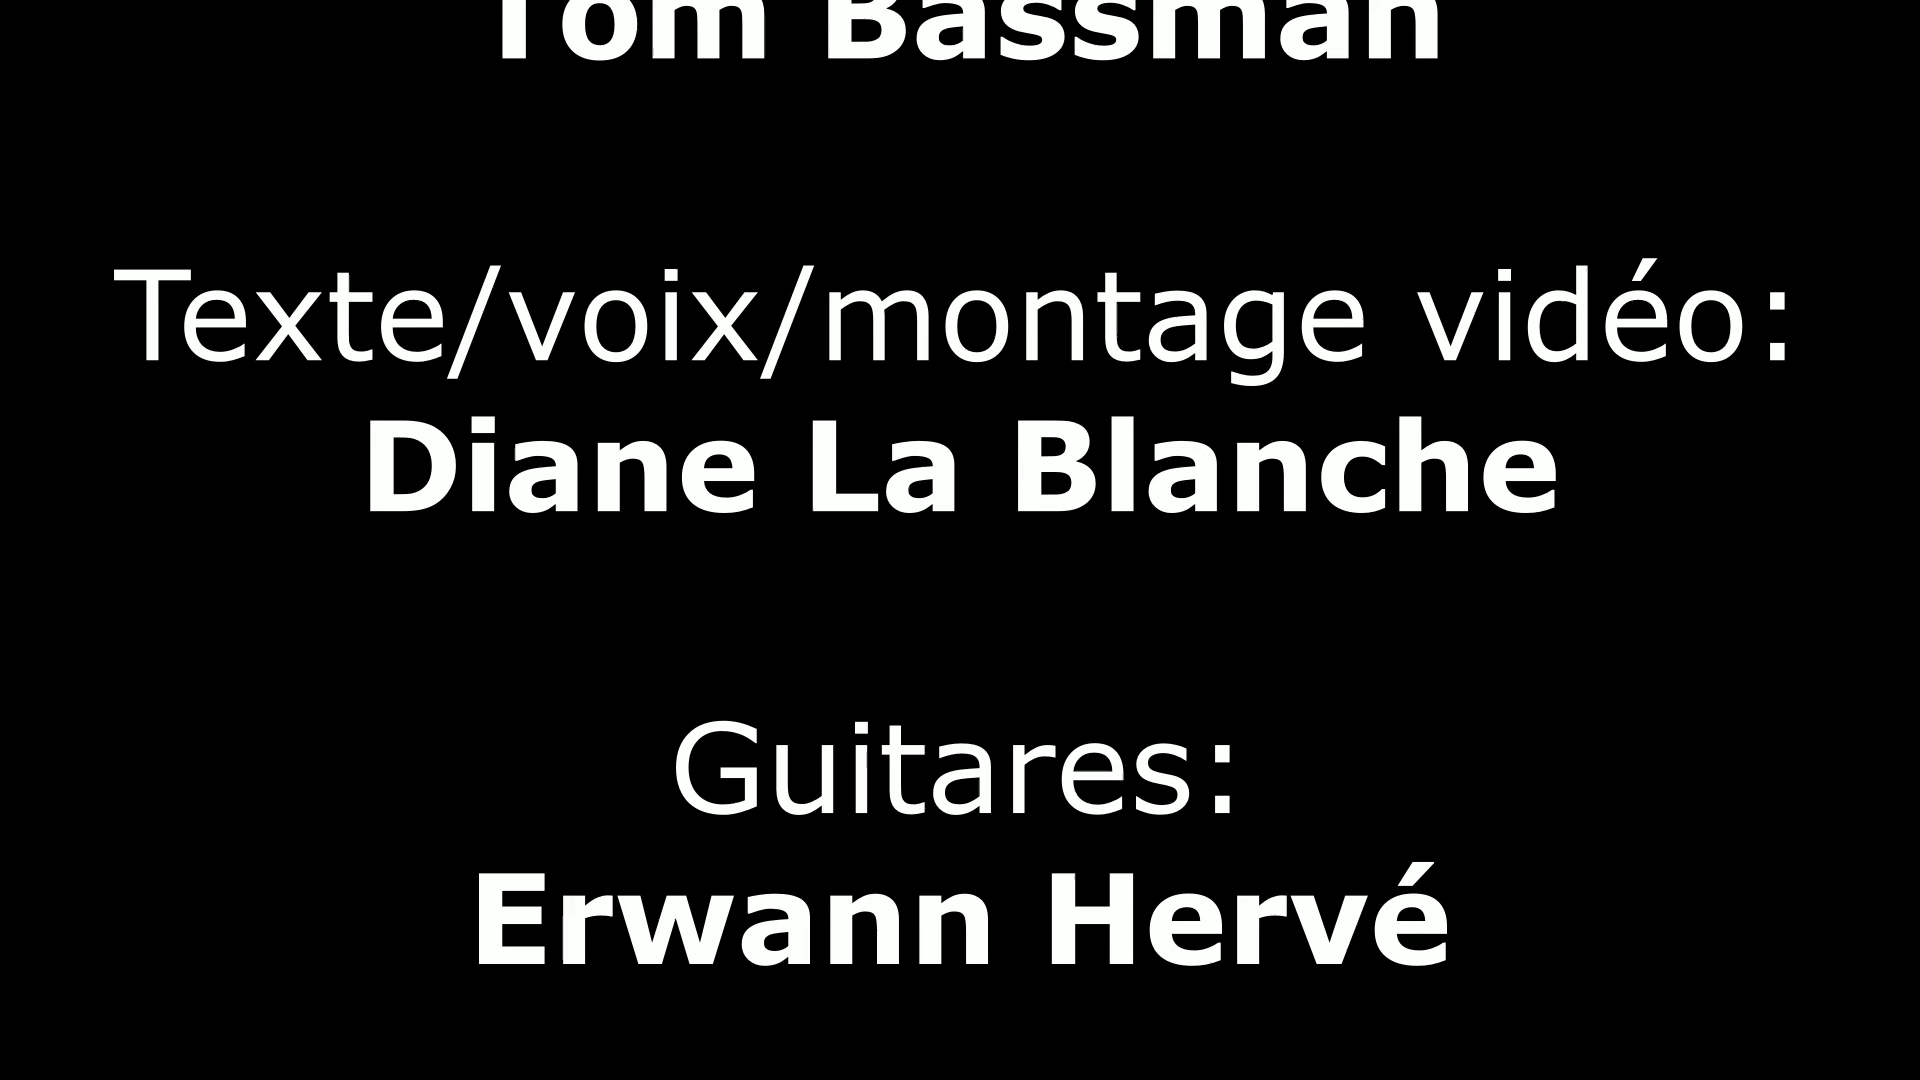 Tom Bassman
Texte/voix/montage vidéo:
Diane La Blanche
Guitares:
Erwann Hervé